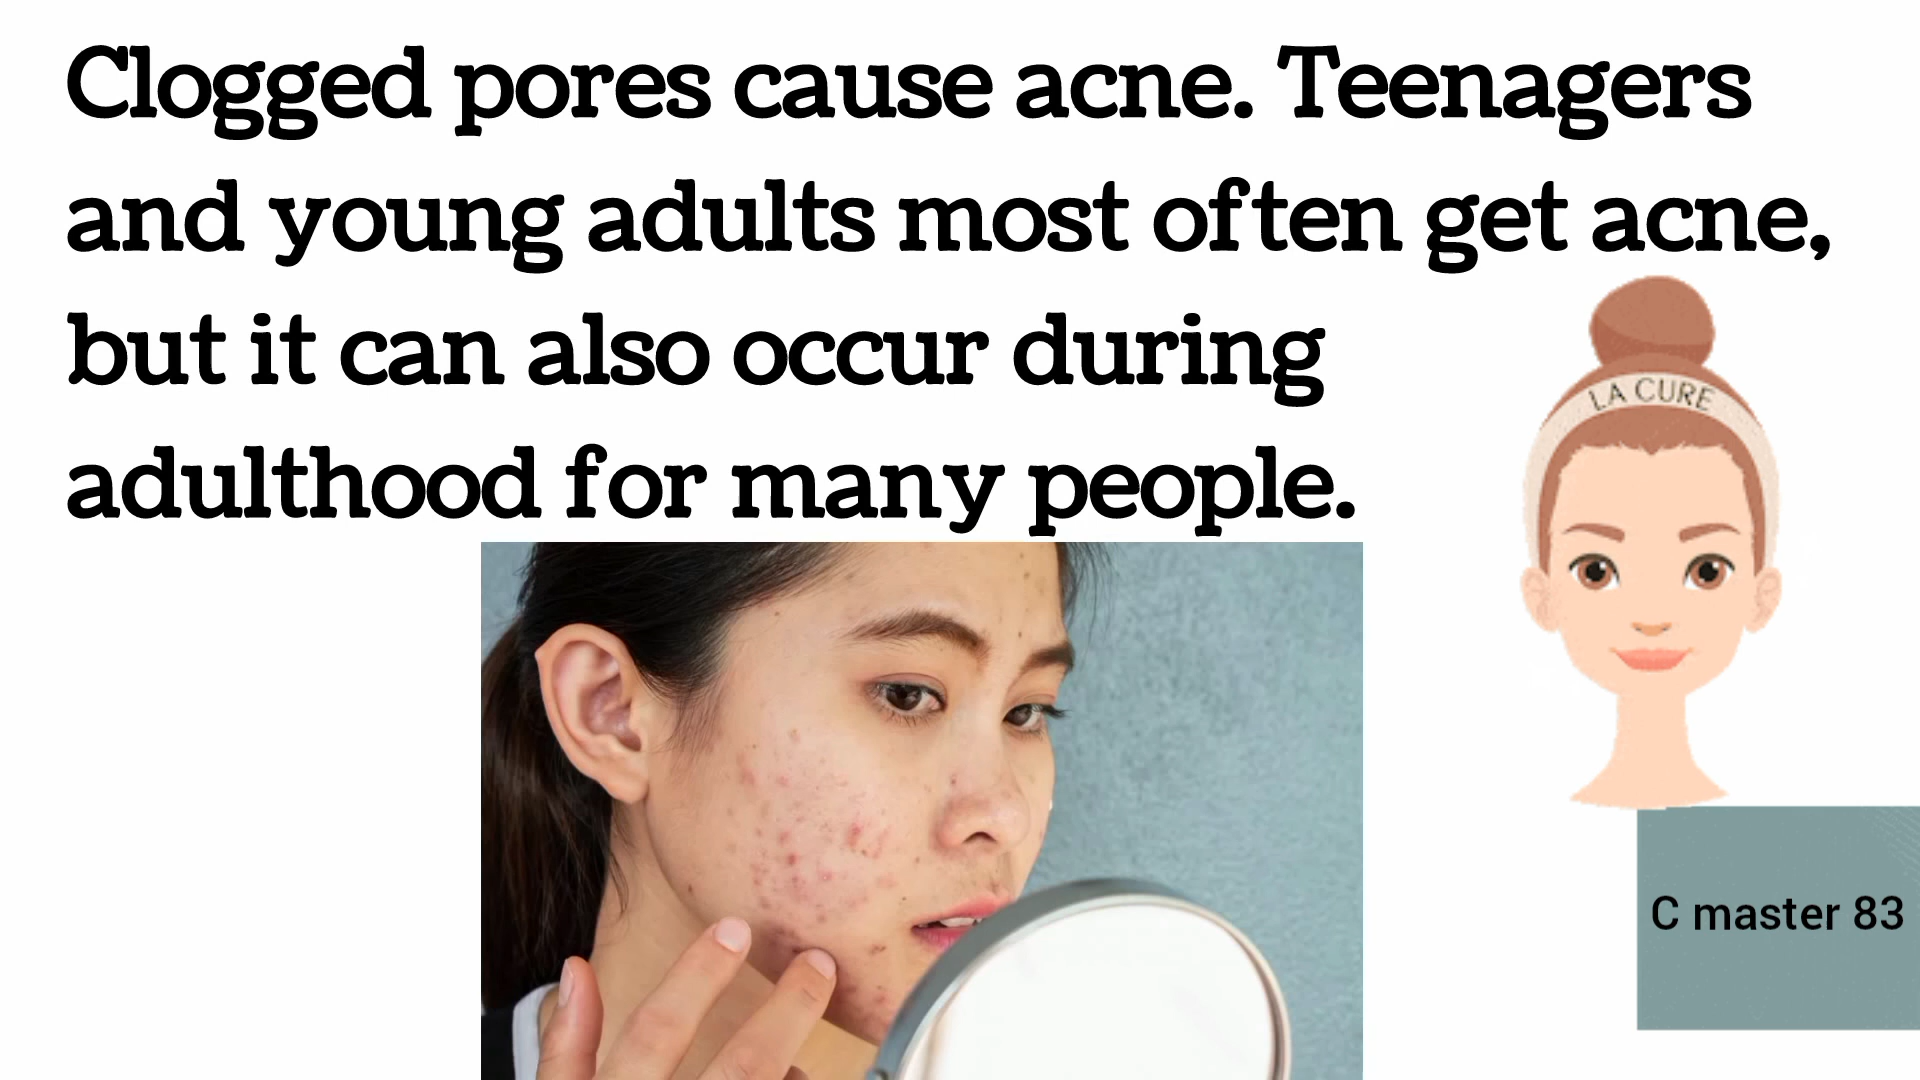 Clogged pores cause acne. Teenagers
and young adults most often get acne,
but it can also occur during
adulthood for many people.
LA CURE
C master 83